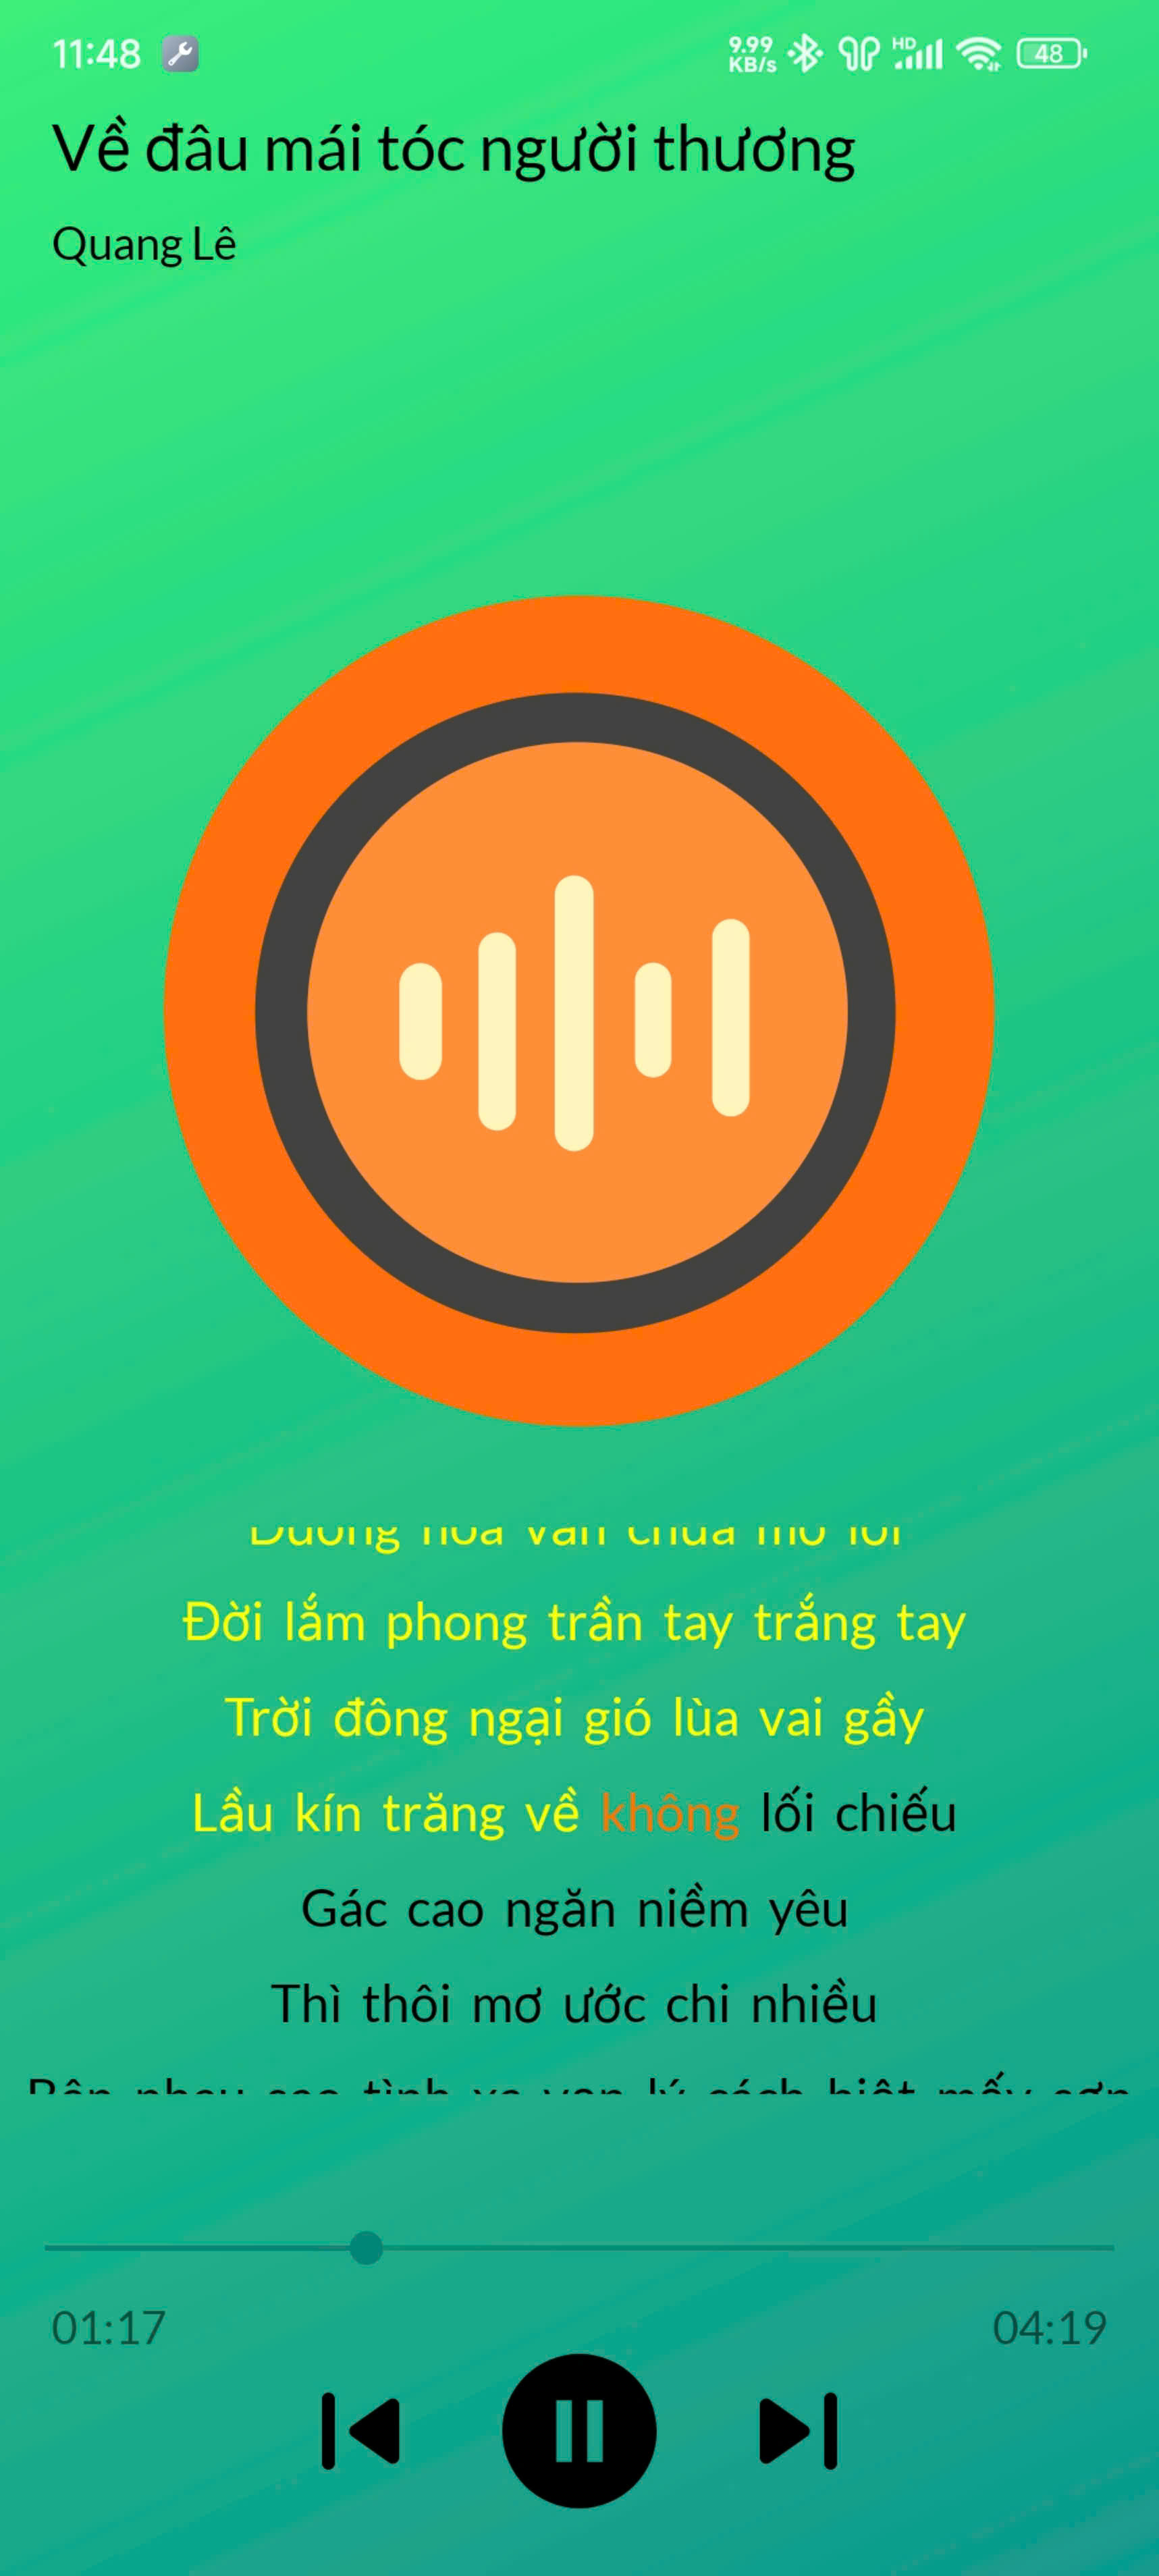 11:48
9.99 KB/s
HD
48
Về đâu mái tóc người thương
Quang Lê
Đời lắm phong trần tay trắng tay
Trời đông ngại gió lùa vai gầy
Lầu kín trăng về không lối chiếu
Gác cao ngăn niềm yêu
Thì thôi mơ ước chi nhiều
01:17
04:19